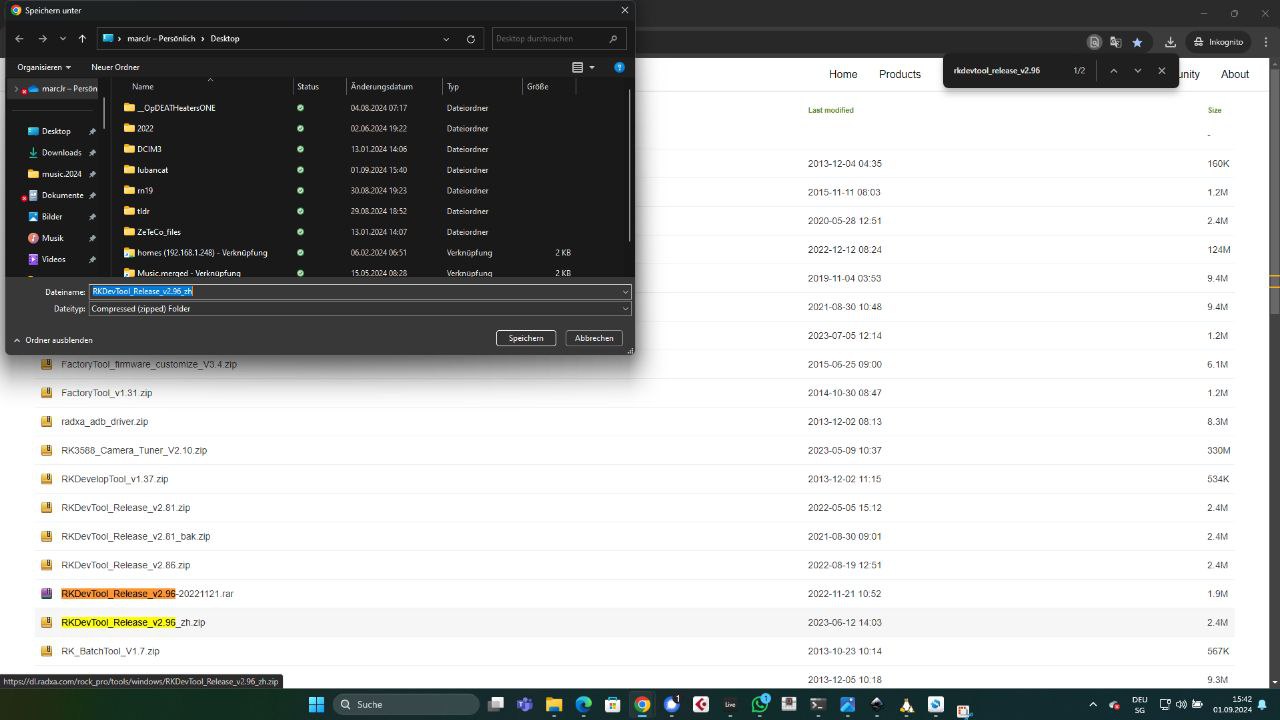 Speichern unter
marcJr – Persönlich > Desktop
Desktop durchsuchen
Inkognito
Organisieren
Neuer Ordner
rkdevtool_release_v2.96 1/2
Home Products unity About
marcJr – Persön
Name Status Änderungsdatum Typ Größe
Desktop
Downloads
music.2024
Dokumente
Bilder
Musik
Videos
__OpDEATHeatersONE 04.08.2024 07:17 Dateiordner
2022 02.06.2024 19:22 Dateiordner
DCIM3 13.01.2024 14:06 Dateiordner
lubancat 01.09.2024 15:40 Dateiordner
rn19 30.08.2024 19:23 Dateiordner
tldr 29.08.2024 18:52 Dateiordner
ZeTeCo_files 13.01.2024 14:07 Dateiordner
homes (192.168.1.248) - Verknüpfung 06.02.2024 06:51 Verknüpfung 2 KB
Music.merged - Verknüpfung 15.05.2024 08:28 Verknüpfung 2 KB
Dateiname: RKDevTool_Release_v2.96_zh
Dateityp: Compressed (zipped) Folder
Ordner ausblenden
Speichern Abbrechen
Last modified Size
-
2013-12-04 04:35 160K
2015-11-11 08:03 1.2M
2020-05-28 12:51 2.4M
2022-12-12 08:24 124M
2019-11-04 03:53 9.4M
2021-08-30 10:48 9.4M
2023-07-05 12:14 1.2M
FactoryTool_firmware_customize_V3.4.zip 2015-06-25 09:00 6.1M
FactoryTool_v1.31.zip 2014-10-30 08:47 1.2M
radxa_adb_driver.zip 2013-12-02 08:13 8.3M
RK3588_Camera_Tuner_V2.10.zip 2023-05-09 10:37 330M
RKDevelopTool_v1.37.zip 2013-12-02 11:15 534K
RKDevTool_Release_v2.81.zip 2022-05-05 15:12 2.4M
RKDevTool_Release_v2.81_bak.zip 2021-08-30 09:01 2.4M
RKDevTool_Release_v2.86.zip 2022-08-19 12:51 2.4M
RKDevTool_Release_v2.96-20221121.rar 2022-11-21 10:52 1.9M
RKDevTool_Release_v2.96_zh.zip 2023-06-12 14:03 2.4M
RK_BatchTool_V1.7.zip 2013-10-23 10:14 567K
2013-12-05 10:18 9.3M
https://dl.radxa.com/rock_pro/tools/windows/RKDevTool_Release_v2.96_zh.zip
Suche
1
Live
1
DEU
SG
15:42
01.09.2024